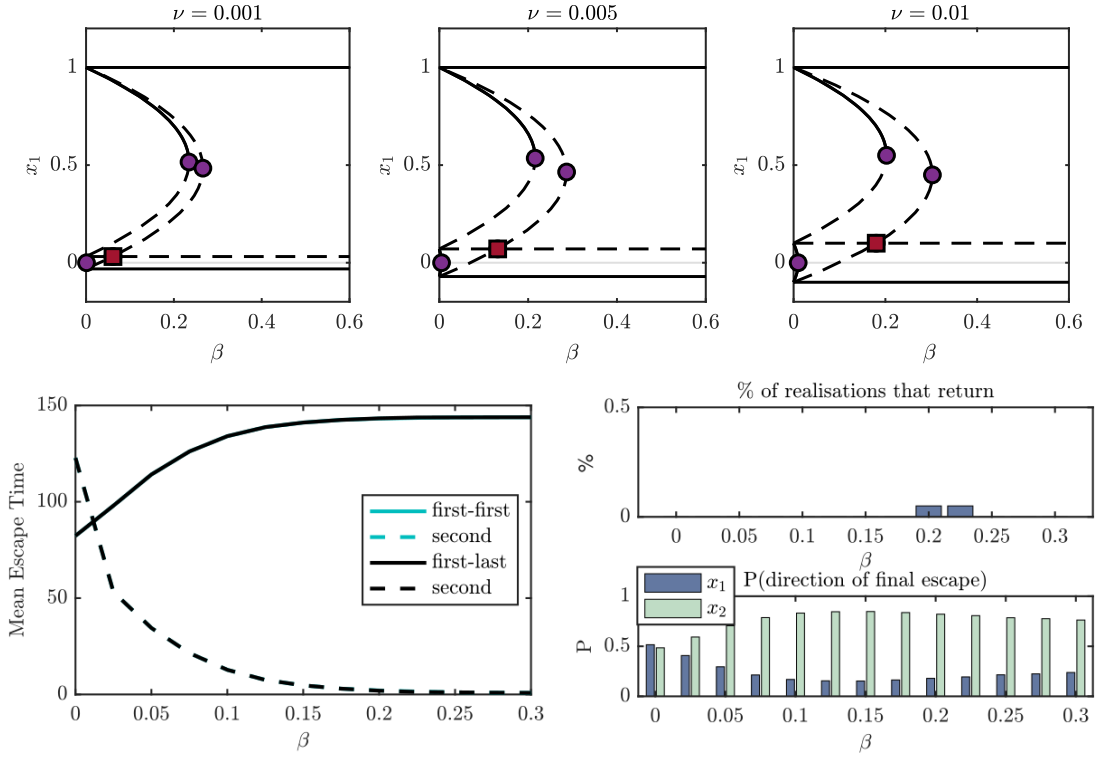 ν = 0.001
ν = 0.005
ν = 0.01
1
0.5
0
x₁
0 0.2 0.4 0.6
β
1
0.5
0
x₁
0 0.2 0.4 0.6
β
1
0.5
0
x₁
0 0.2 0.4 0.6
β
150
100
50
0
Mean Escape Time
first-first
second
first-last
second
0 0.05 0.1 0.15 0.2 0.25 0.3
β
% of realisations that return
0.5
0
%
0 0.05 0.1 0.15 0.2 0.25 0.3
β
P(direction of final escape)
x₁
x₂
1
0.5
0
P
0 0.05 0.1 0.15 0.2 0.25 0.3
β